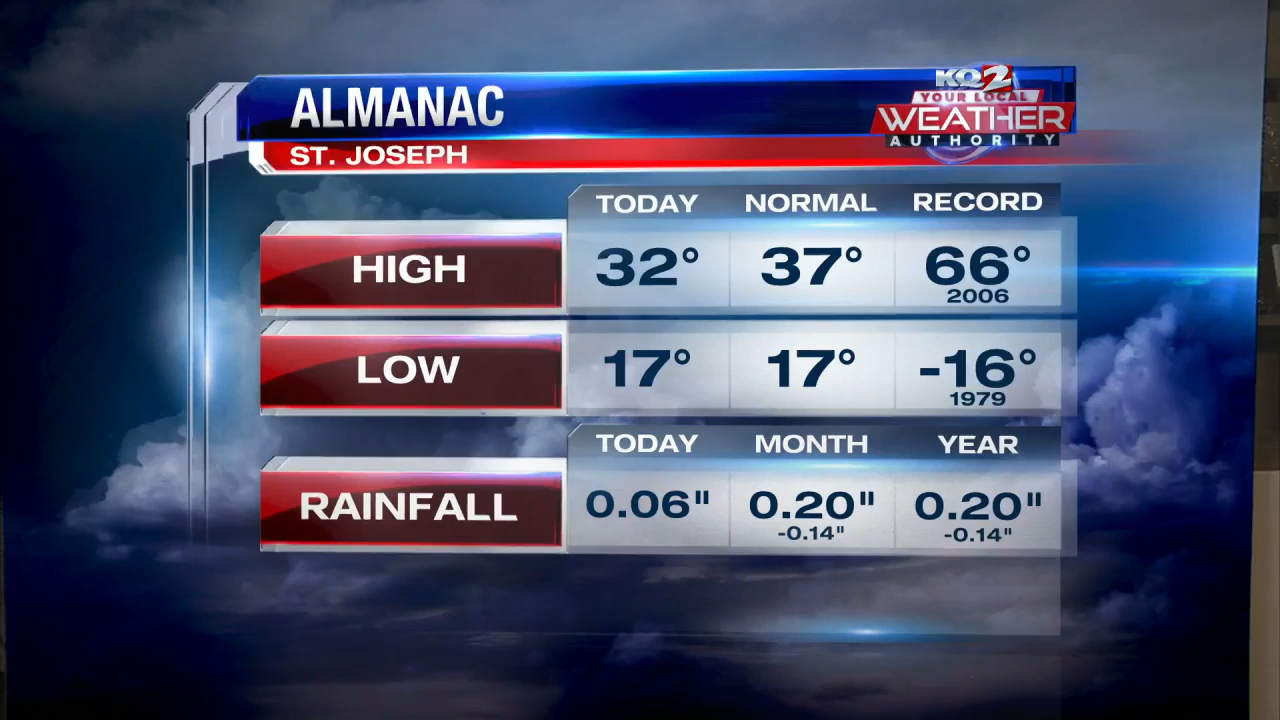 ALMANAC
KQ2
YOUR LOCAL
WEATHER
AUTHORITY
ST. JOSEPH
TODAY NORMAL RECORD
HIGH 32° 37° 66°
2006
LOW 17° 17° -16°
1979
TODAY MONTH YEAR
RAINFALL 0.06" 0.20" 0.20"
-0.14" -0.14"